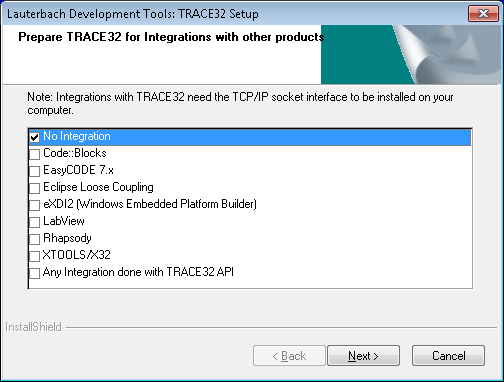 Lauterbach Development Tools: TRACE32 Setup
Prepare TRACE32 for Integrations with other products
Note: Integrations with TRACE32 need the TCP/IP socket interface to be installed on your
computer.
No Integration
Code::Blocks
EasyCODE 7.x
Eclipse Loose Coupling
eXDI2 (Windows Embedded Platform Builder)
LabView
Rhapsody
XTOOLS/X32
Any Integration done with TRACE32 API
InstallShield
< Back Next > Cancel